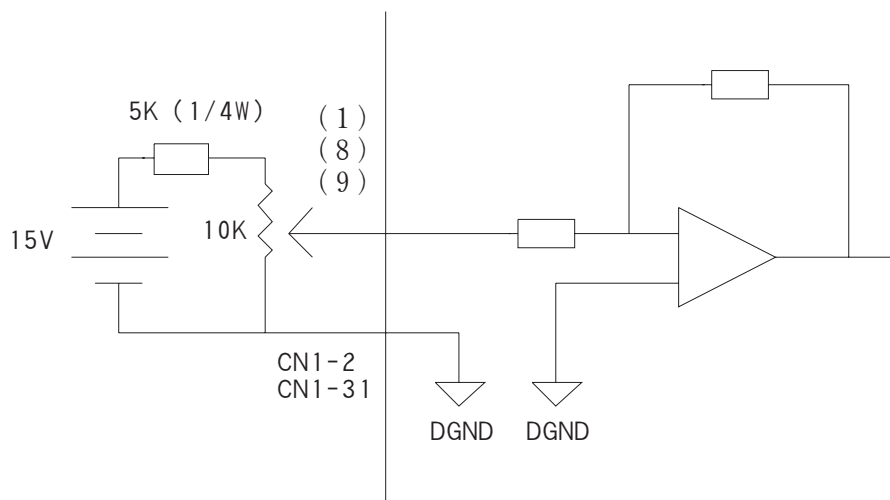 5K (1/4W)
(1)
(8)
(9)
15V
10K
CN1-2
CN1-31
DGND
DGND